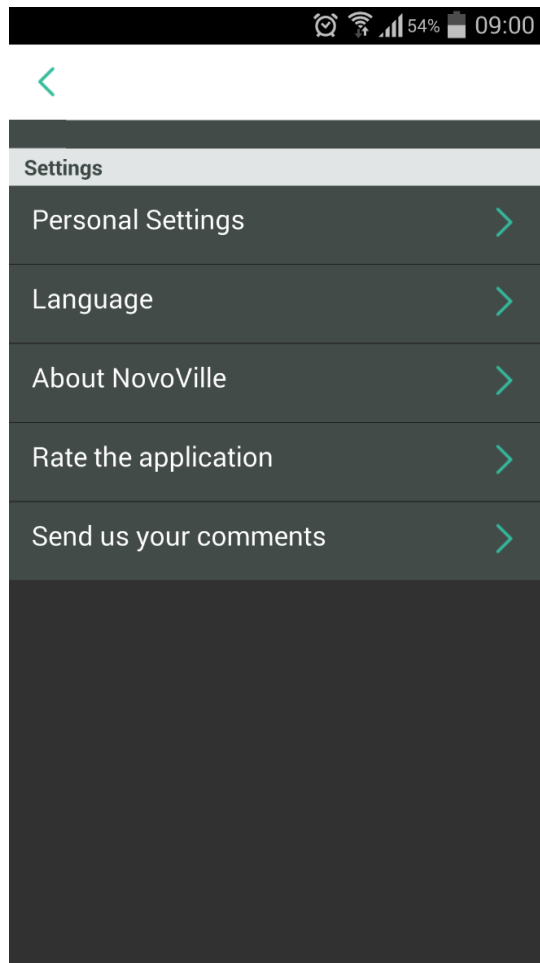 54% 09:00
Settings
Personal Settings
Language
About NovoVille
Rate the application
Send us your comments